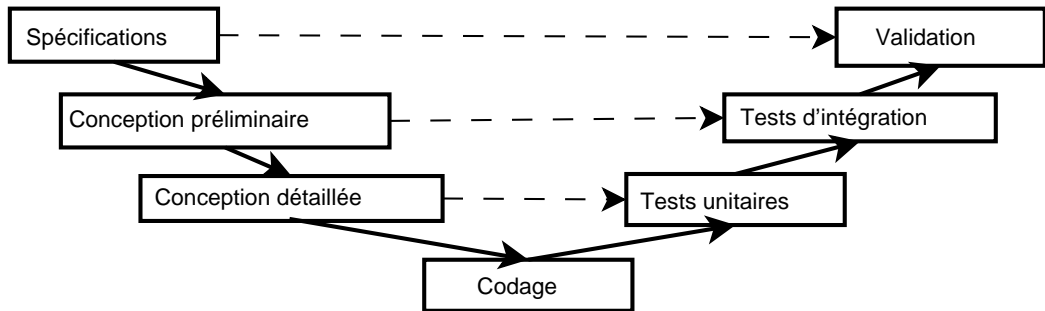 Spécifications
Validation
Conception préliminaire
Tests d'intégration
Conception détaillée
Tests unitaires
Codage